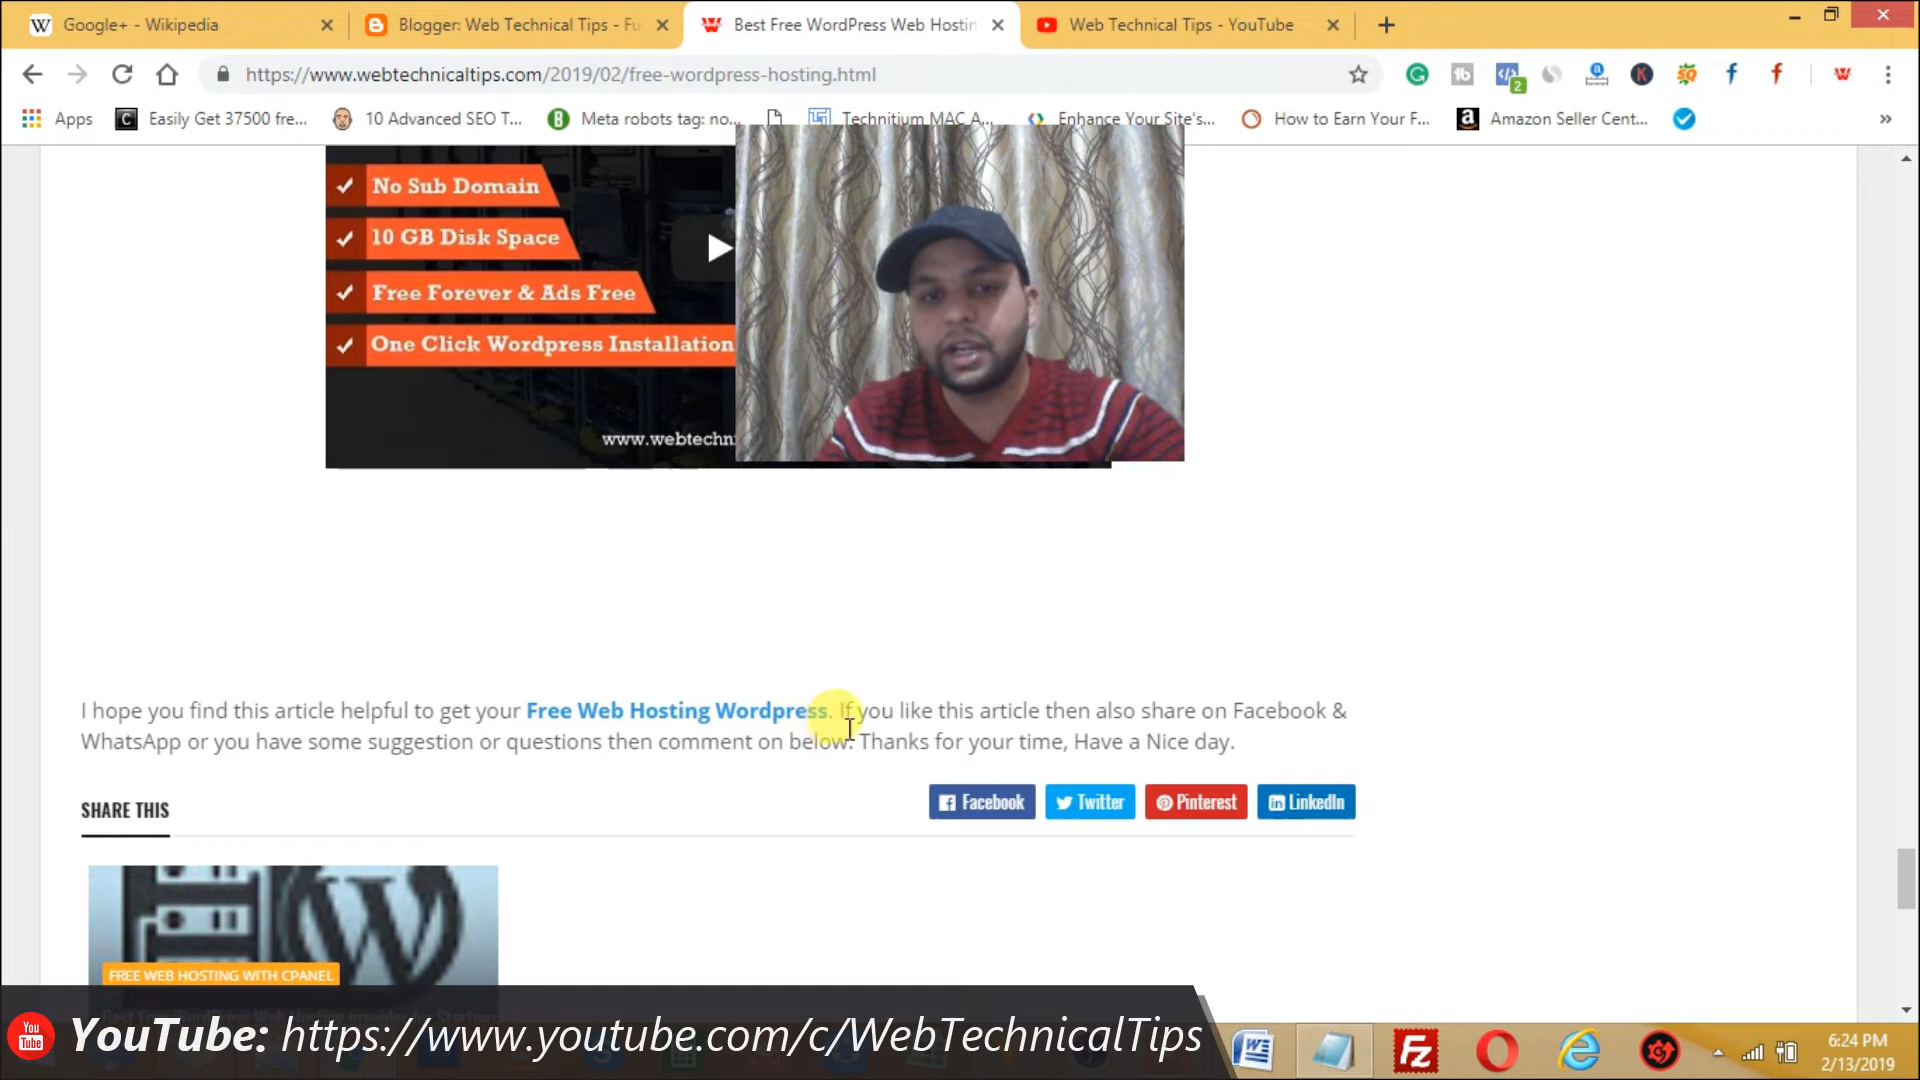 Google+ - Wikipedia
Blogger: Web Technical Tips - Fu
Best Free WordPress Web Hostin
Web Technical Tips - YouTube
https://www.webtechnicaltips.com/2019/02/free-wordpress-hosting.html
2
Apps
Easily Get 37500 fre...
10 Advanced SEO T...
Meta robots tag: no...
Technitium MAC A...
Enhance Your Site's...
How to Earn Your F...
Amazon Seller Cent...
No Sub Domain
10 GB Disk Space
Free Forever & Ads Free
One Click Wordpress Installation
www.webtechn
I hope you find this article helpful to get your Free Web Hosting Wordpress. If you like this article then also share on Facebook &
WhatsApp or you have some suggestion or questions then comment on below. Thanks for your time, Have a Nice day.
SHARE THIS
Facebook
Twitter
Pinterest
LinkedIn
FREE WEB HOSTING WITH CPANEL
You
Tube
YouTube: https://www.youtube.com/c/WebTechnicalTips
6:24 PM
2/13/2019